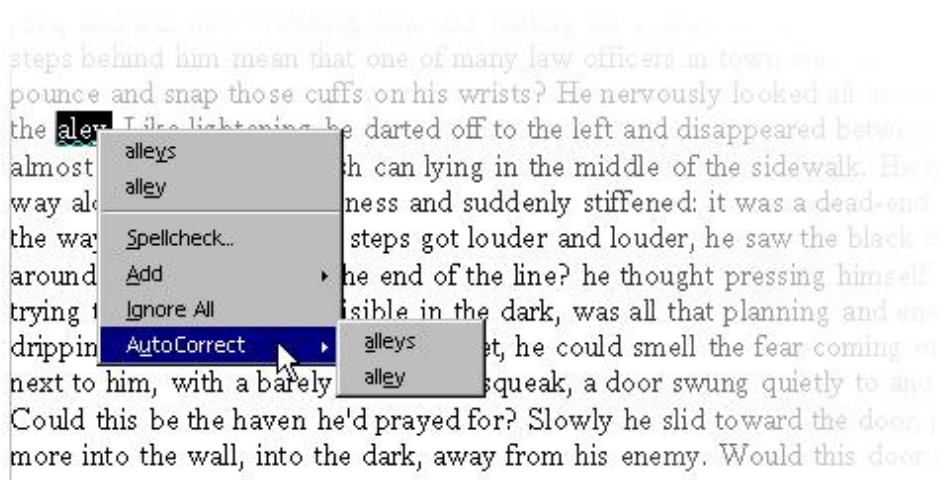 steps behind him mean that one of many law officers in town
pounce and snap those cuffs on his wrists? He nervously looked all
the aley. Like lightening he darted off to the left and disappeared
almost ch can lying in the middle of the sidewalk. He
way ness and suddenly stiffened: it was a dead-end
the way steps got louder and louder, he saw the black
around he end of the line? he thought pressing himself
trying isible in the dark, was all that planning and
drippin et, he could smell the fear coming
next to him, with a barely squeak, a door swung quietly to and
Could this be the haven he'd prayed for? Slowly he slid toward the door,
more into the wall, into the dark, away from his enemy. Would this door
alleys
alley
Spellcheck...
Add
Ignore All
AutoCorrect
alleys
alley